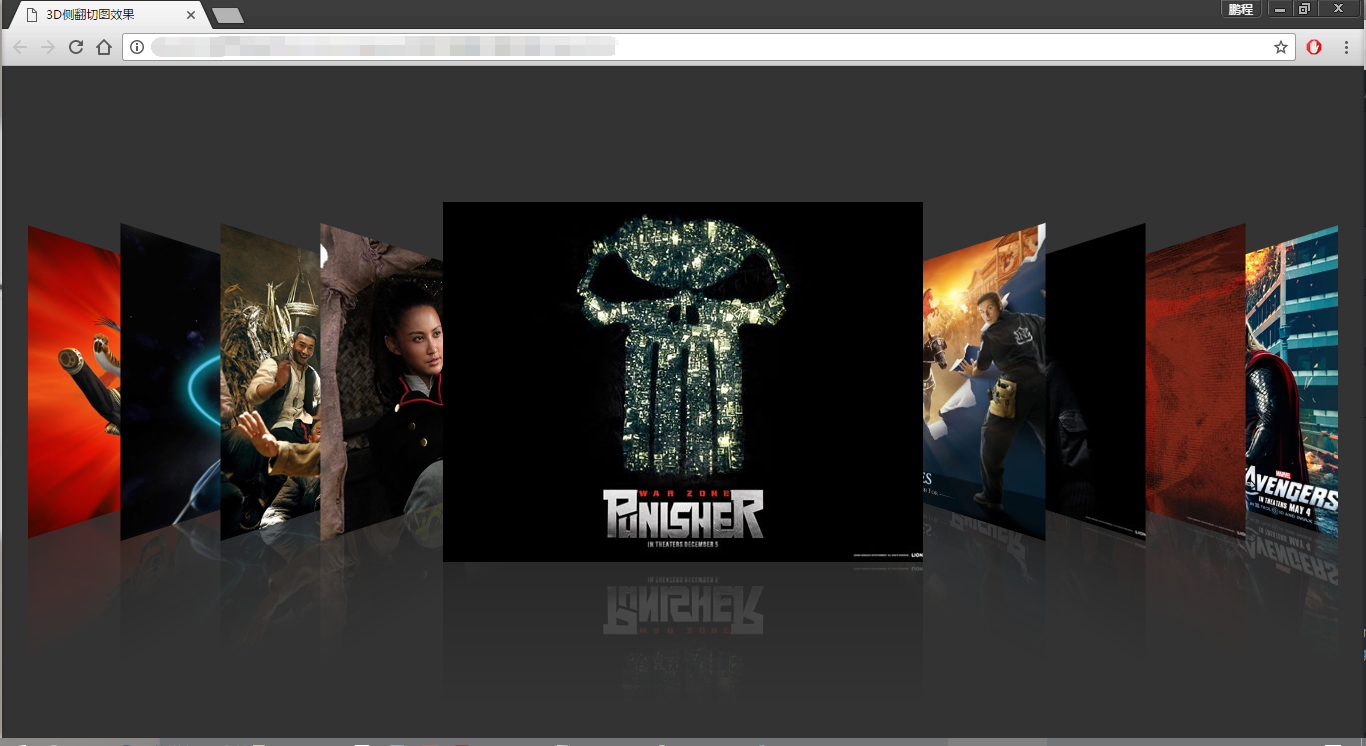 3D侧翻切图效果
鹏程
WAR ZONE
PUNISHER
IN THEATERS DECEMBER 5
LION
ES
MARVEL
AVENGERS
IN THEATERS MAY 4